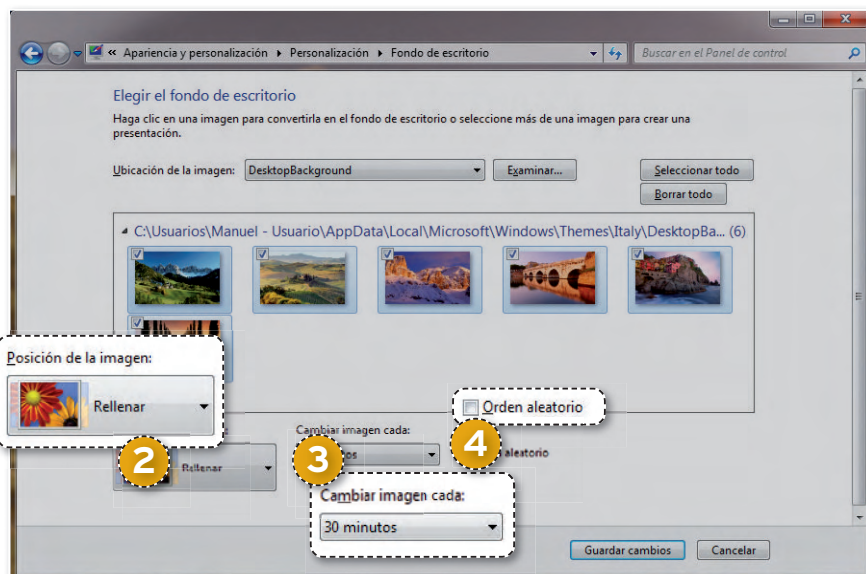 « Apariencia y personalización ▸ Personalización ▸ Fondo de escritorio
Buscar en el Panel de control
Elegir el fondo de escritorio
Haga clic en una imagen para convertirla en el fondo de escritorio o seleccione más de una imagen para crear una
presentación.
Ubicación de la imagen: DesktopBackground Examinar... Seleccionar todo
Borrar todo
C:\Usuarios\Manuel - Usuario\AppData\Local\Microsoft\Windows\Themes\Italy\DesktopBa... (6)
Posición de la imagen:
Rellenar
Orden aleatorio
Cambiar imagen cada:
2
3
4
Rellenar
aleatorio
Cambiar imagen cada:
30 minutos
Guardar cambios Cancelar